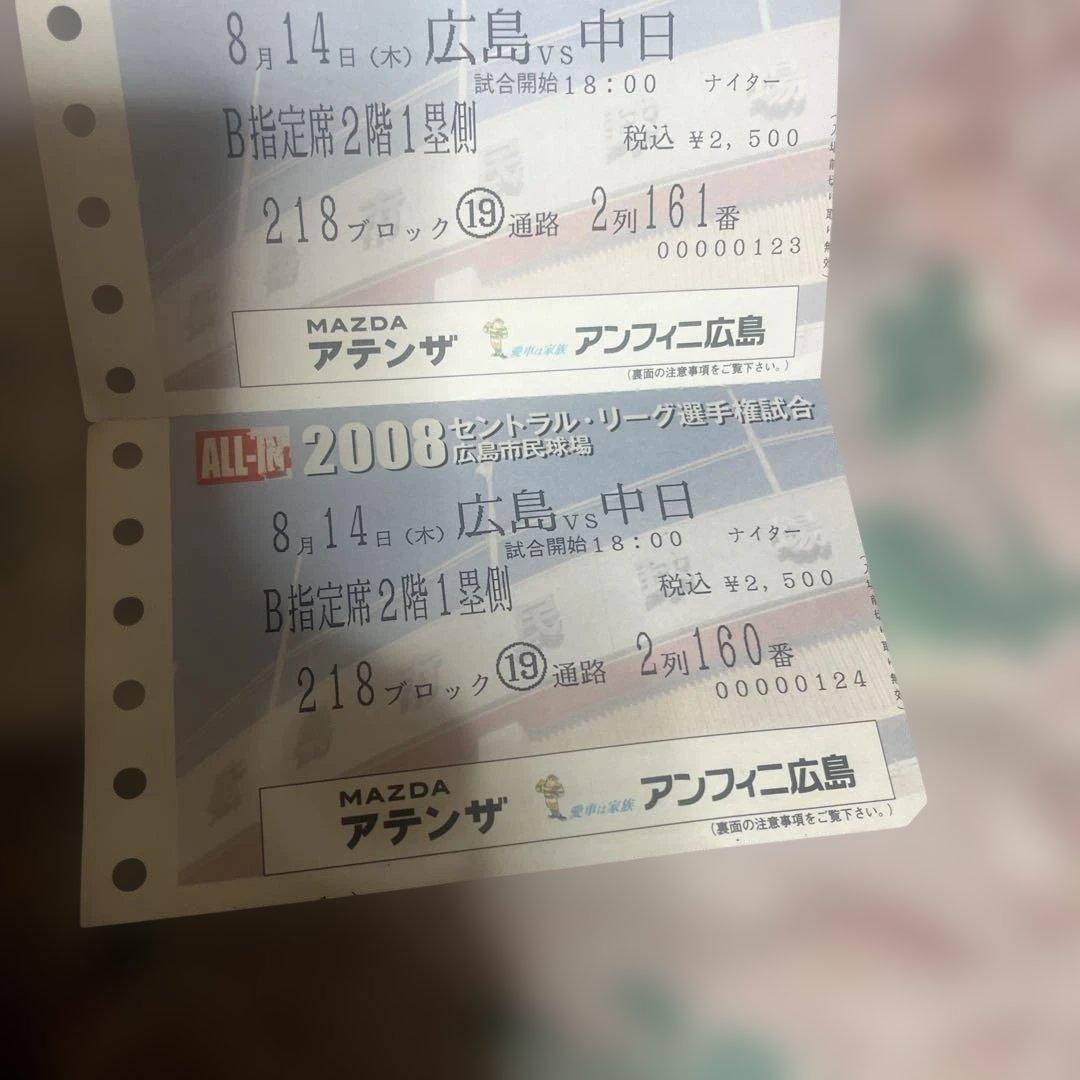 8月14日(木) 広島vs中日
試合開始18:00 ナイター
B指定席2階1塁側 税込 ¥2,500
218ブロック⑲通路 2列161番
00000123
MAZDA
アテンザ
愛車は家族
アンフィニ広島
(裏面の注意事項をご覧下さい。)
ALL-IN
2008 セントラル・リーグ選手権試合
広島市民球場
8月14日(木) 広島vs中日
試合開始18:00 ナイター
B指定席2階1塁側 税込 ¥2,500
218ブロック⑲通路 2列160番
00000124
MAZDA
アテンザ
愛車は家族
アンフィニ広島
(裏面の注意事項をご覧下さい。)